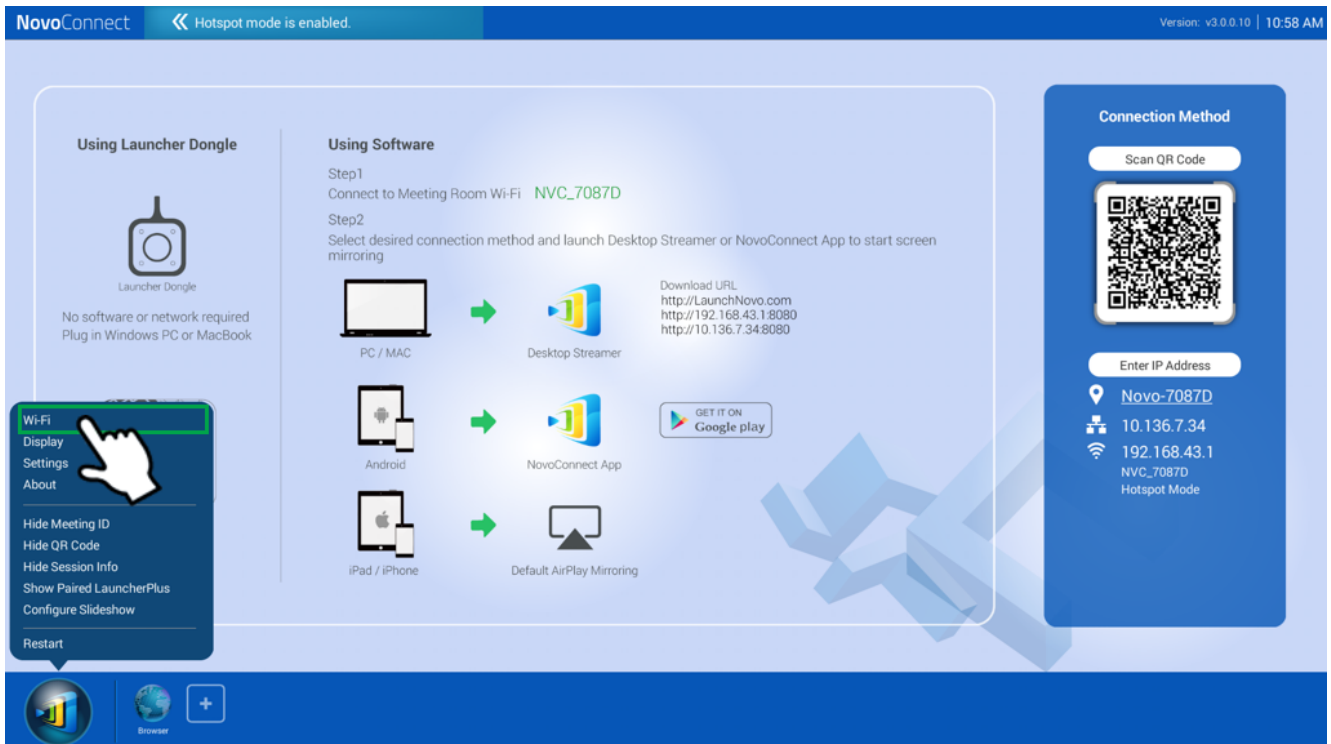 NovoConnect
Hotspot mode is enabled.
Version: v3.0.0.10 | 10:58 AM
Using Launcher Dongle
Launcher Dongle
No software or network required
Plug in Windows PC or MacBook
Using Software
Step1
Connect to Meeting Room Wi-Fi NVC_7087D
Step2
Select desired connection method and launch Desktop Streamer or NovoConnect App to start screen
mirroring
PC / MAC
Desktop Streamer
Download URL
http://LaunchNovo.com
http://192.168.43.1:8080
http://10.136.7.34:8080
Android
NovoConnect App
GET IT ON
Google play
iPad / iPhone
Default AirPlay Mirroring
Connection Method
Scan QR Code
Enter IP Address
Novo-7087D
10.136.7.34
192.168.43.1
NVC_7087D
Hotspot Mode
Wi-Fi
Display
Settings
About
Hide Meeting ID
Hide QR Code
Hide Session Info
Show Paired LauncherPlus
Configure Slideshow
Restart
Browser